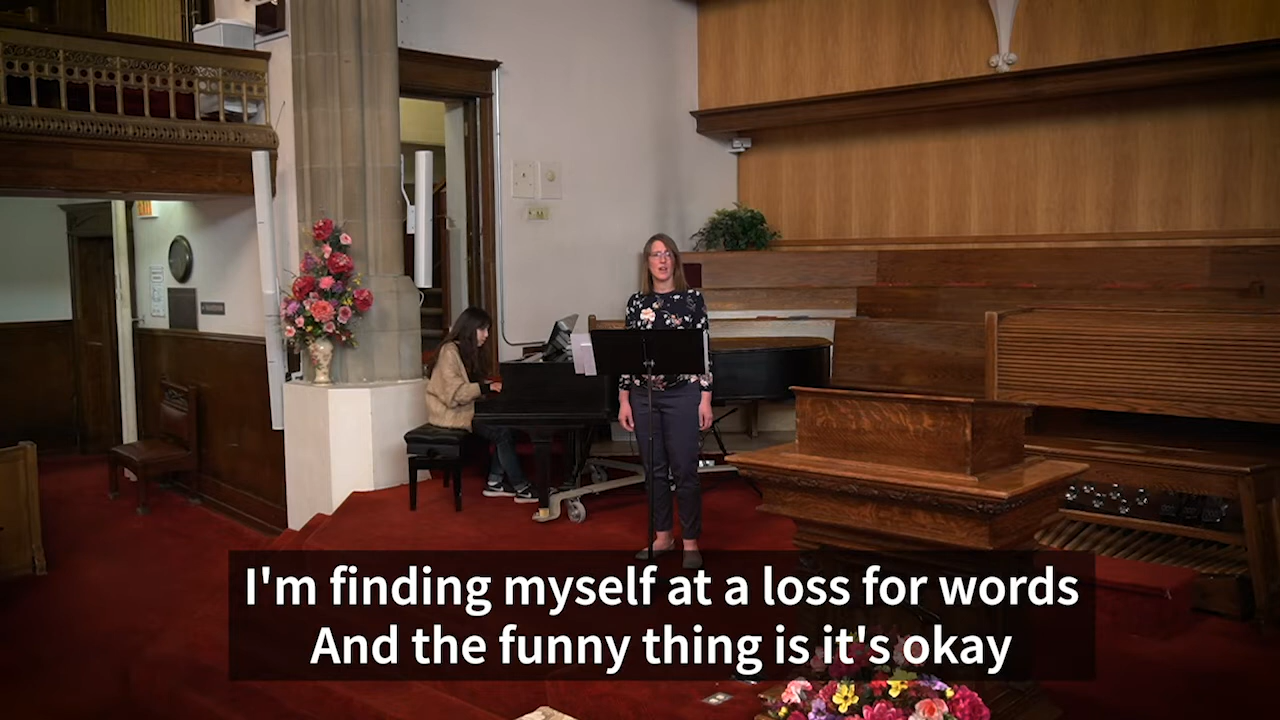 I'm finding myself at a loss for words
And the funny thing is it's okay